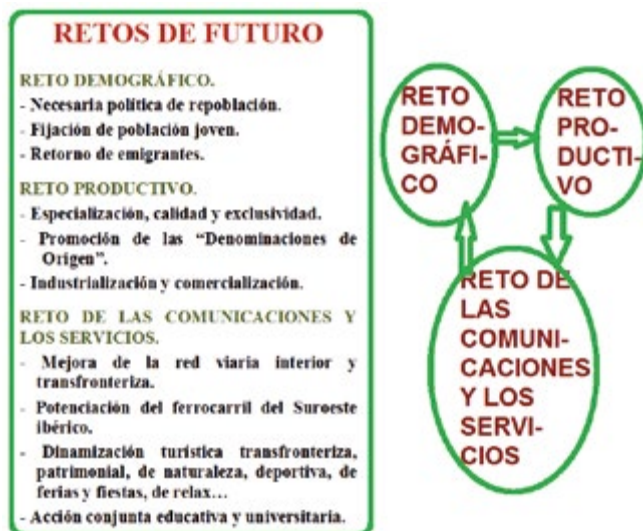 RETOS DE FUTURO
RETO DEMOGRÁFICO.
- Necesaria política de repoblación.
- Fijación de población joven.
- Retorno de emigrantes.
RETO PRODUCTIVO.
- Especialización, calidad y exclusividad.
- Promoción de las “Denominaciones de
Origen”.
- Industrialización y comercialización.
RETO DE LAS COMUNICACIONES Y
LOS SERVICIOS.
- Mejora de la red viaria interior y
transfronteriza.
- Potenciación del ferrocarril del Suroeste
ibérico.
- Dinamización turística transfronteriza,
patrimonial, de naturaleza, deportiva, de
ferias y fiestas, de relax...
- Acción conjunta educativa y universitaria.
RETO
DEMO-
GRÁFI-
CO
RETO
PRO-
DUCTI-
VO
RETO DE
LAS
COMUNI-
CACIONES
Y LOS
SERVI-
CIOS